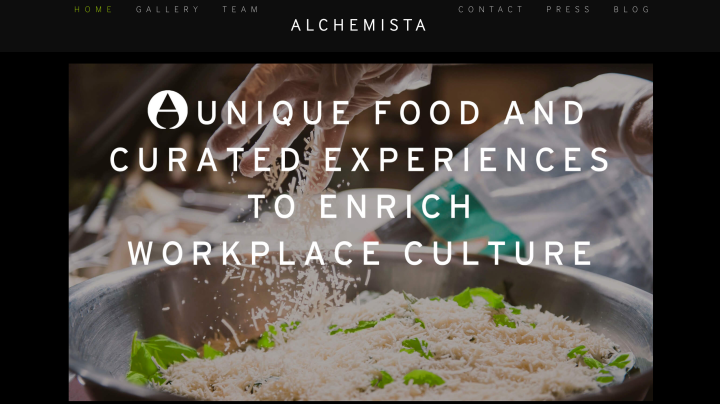 HOME GALLERY TEAM CONTACT PRESS BLOG
ALCHEMISTA
UNIQUE FOOD AND
CURATED EXPERIENCES
TO ENRICH
WORKPLACE CULTURE